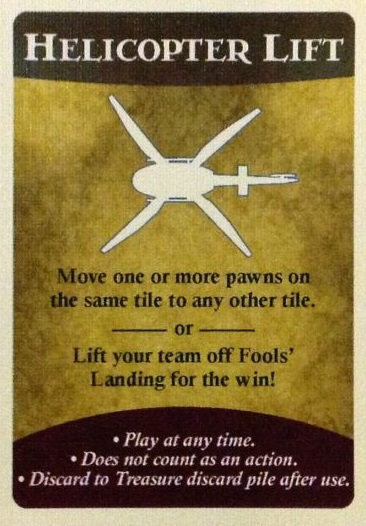 HELICOPTER LIFT
Move one or more pawns on
the same tile to any other tile.
or
Lift your team off Fools'
Landing for the win!
• Play at any time.
• Does not count as an action.
• Discard to Treasure discard pile after use.